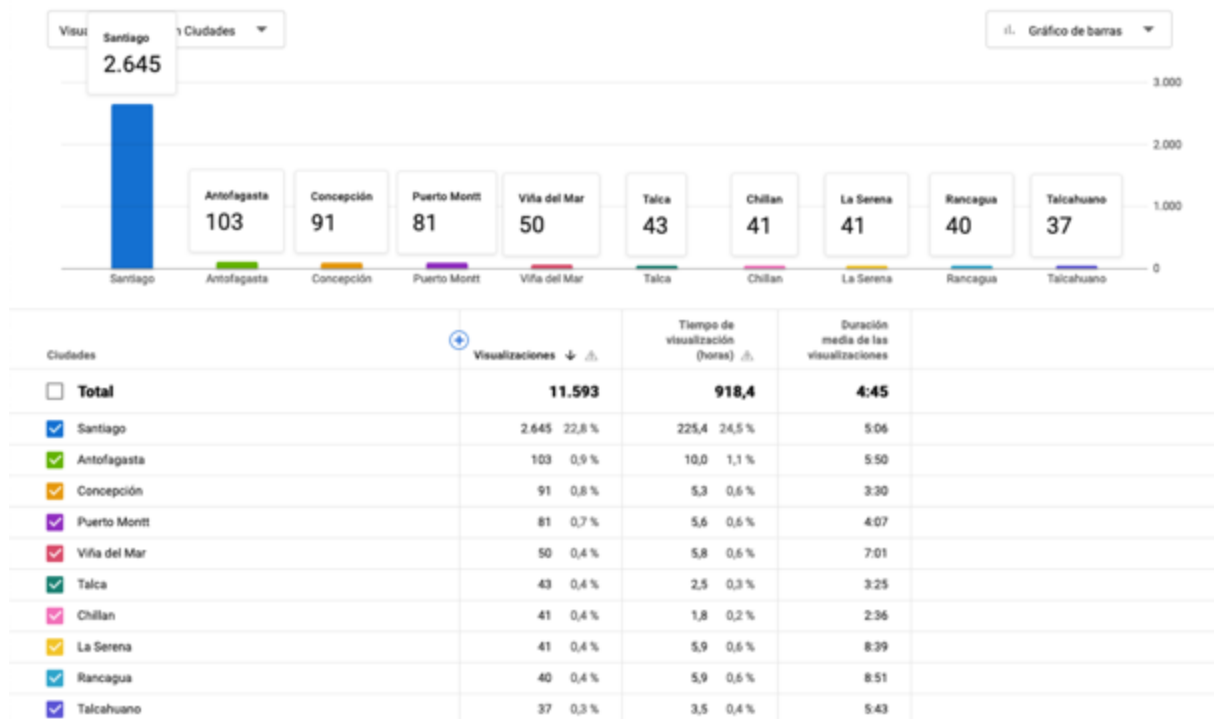 Visua
n Ciudades
Gráfico de barras
Santiago
2.645
3.000
2.000
1.000
0
Antofagasta
103
Concepción
91
Puerto Montt
81
Viña del Mar
50
Talca
43
Chillan
41
La Serena
41
Rancagua
40
Talcahuano
37
Santiago Antofagasta Concepción Puerto Montt Viña del Mar Talca Chillan La Serena Rancagua Talcahuano
Ciudades
Visualizaciones
Tiempo de
visualización
(horas)
Duración
media de las
visualizaciones
Total 11.593 918,4 4:45
Santiago 2.645 22,8 % 225,4 24,5 % 5:06
Antofagasta 103 0,9 % 10,0 1,1 % 5:50
Concepción 91 0,8 % 5,3 0,6 % 3:30
Puerto Montt 81 0,7 % 5,6 0,6 % 4:07
Viña del Mar 50 0,4 % 5,8 0,6 % 7:01
Talca 43 0,4 % 2,5 0,3 % 3:25
Chillan 41 0,4 % 1,8 0,2 % 2:36
La Serena 41 0,4 % 5,9 0,6 % 8:39
Rancagua 40 0,4 % 5,9 0,6 % 8:51
Talcahuano 37 0,3 % 3,5 0,4 % 5:43